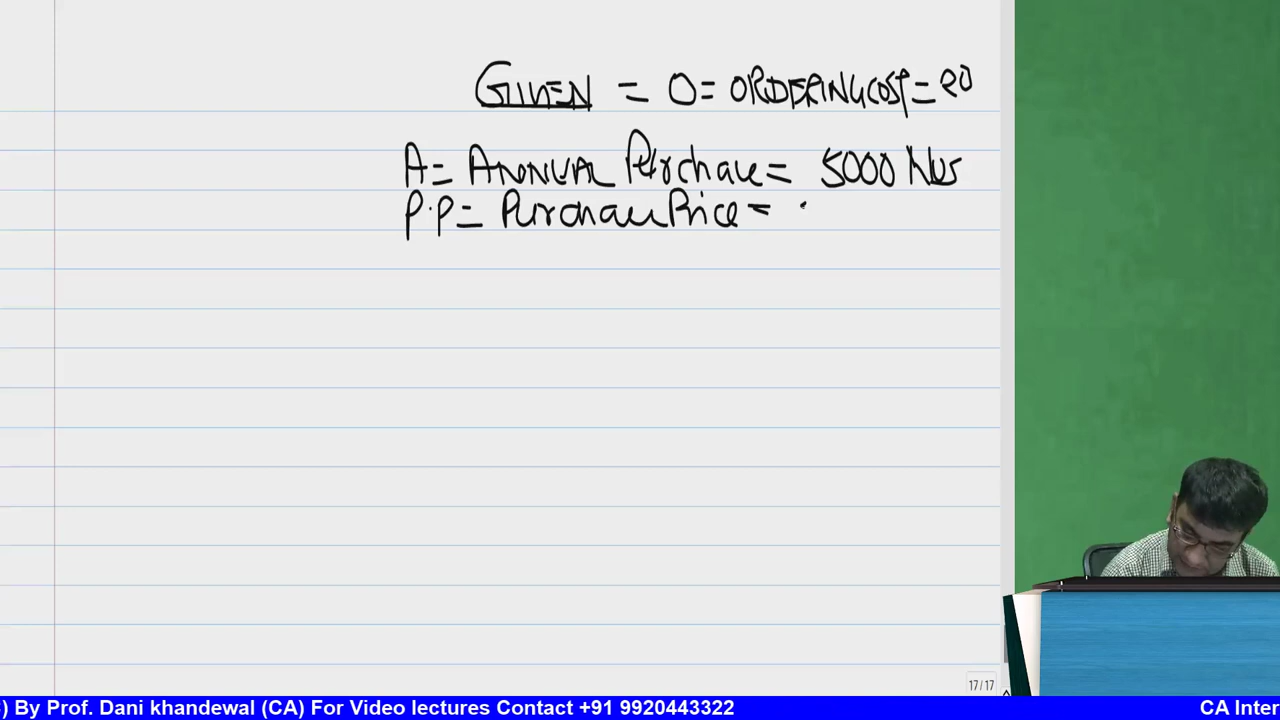 GIVEN = O = ORDERING COST = 20
A = ANNUAL Purchase = 5000 Nos
P.P = Purchase Price =
17/17
) By Prof. Dani khandewal (CA) For Video lectures Contact +91 9920443322
CA Inter